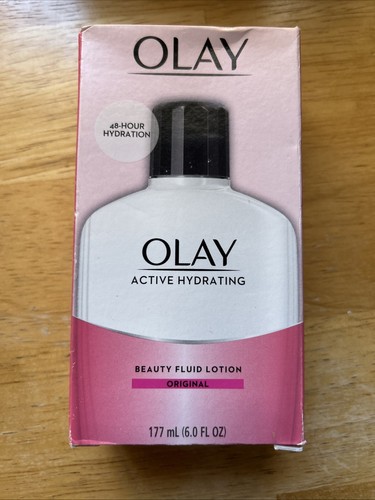 OLAY
48-HOUR
HYDRATION
OLAY
ACTIVE HYDRATING
BEAUTY FLUID LOTION
ORIGINAL
177 mL (6.0 FL OZ)